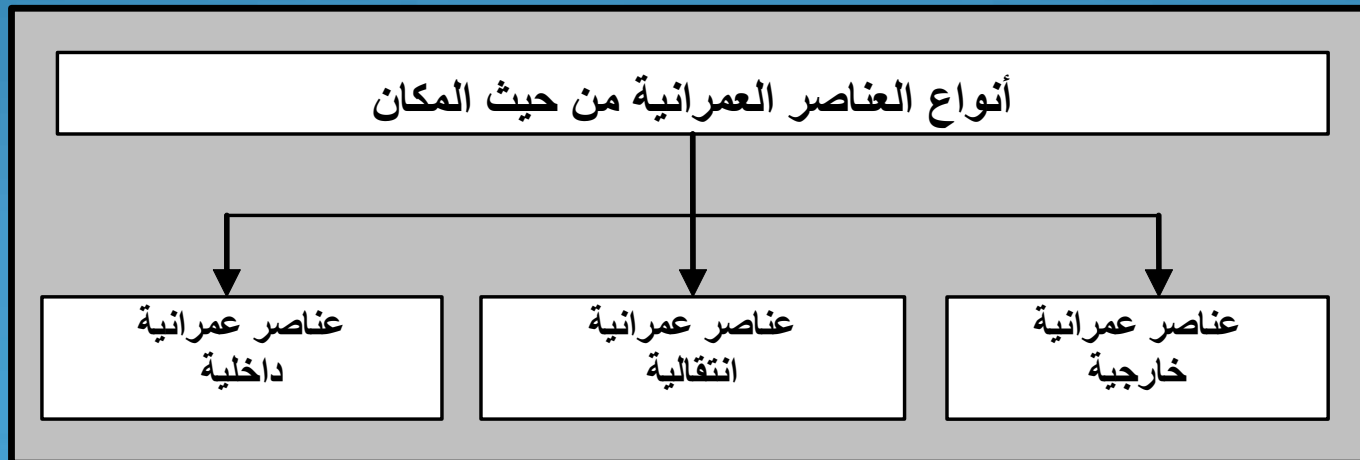 أنواع العناصر العمرانية من حيث المكان
عناصر عمرانية
خارجية
عناصر عمرانية
انتقالية
عناصر عمرانية
داخلية